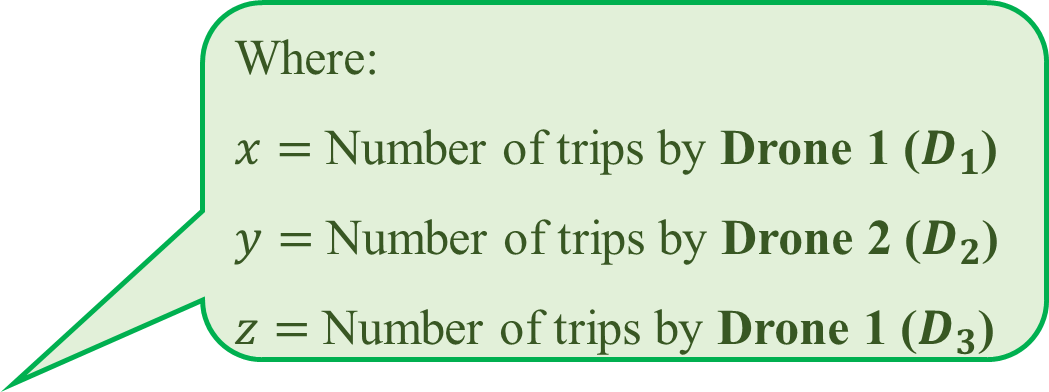 Where:
x = Number of trips by Drone 1 (D₁)
y = Number of trips by Drone 2 (D₂)
z = Number of trips by Drone 1 (D₃)